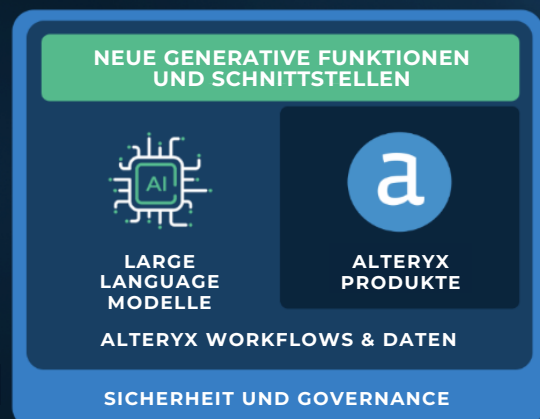 NEUE GENERATIVE FUNKTIONEN
UND SCHNITTSTELLEN
AI
a
LARGE
LANGUAGE
MODELLE
ALTERYX
PRODUKTE
ALTERYX WORKFLOWS & DATEN
SICHERHEIT UND GOVERNANCE